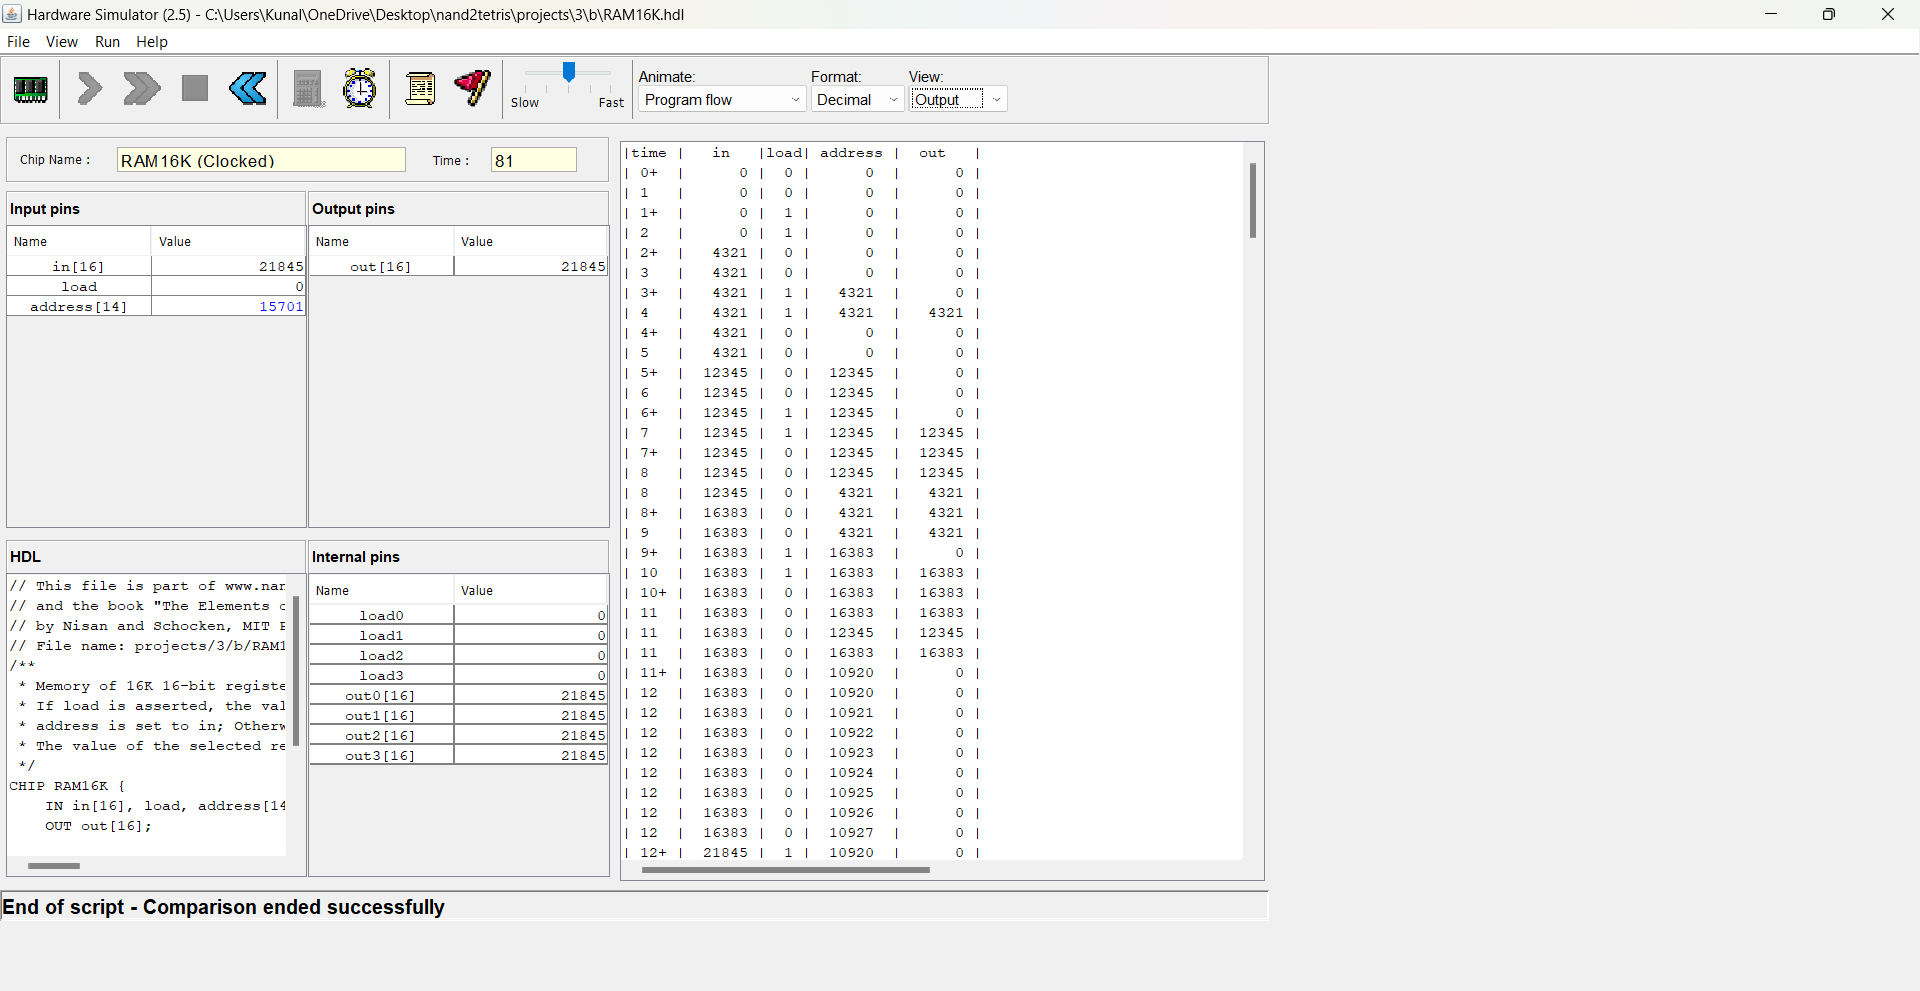 Hardware Simulator (2.5) - C:\Users\Kunal\OneDrive\Desktop\nand2tetris\projects\3\b\RAM16K.hdl
File View Run Help
Slow Fast
Animate: Format: View:
Program flow Decimal Output
Chip Name : RAM16K (Clocked) Time : 81
Input pins
Name Value
in[16] 21845
load 0
address[14] 15701
Output pins
Name Value
out[16] 21845
HDL
// This file is part of www.nan
// and the book "The Elements o
// by Nisan and Schocken, MIT P
// File name: projects/3/b/RAM1
/**
* Memory of 16K 16-bit registe
* If load is asserted, the val
* address is set to in; Otherw
* The value of the selected re
*/
CHIP RAM16K {
IN in[16], load, address[14
OUT out[16];
Internal pins
Name Value
load0 0
load1 0
load2 0
load3 0
out0[16] 21845
out1[16] 21845
out2[16] 21845
out3[16] 21845
|time | in |load| address | out |
| 0+ | 0 | 0 | 0 | 0 |
| 1 | 0 | 0 | 0 | 0 |
| 1+ | 0 | 1 | 0 | 0 |
| 2 | 0 | 1 | 0 | 0 |
| 2+ | 4321 | 0 | 0 | 0 |
| 3 | 4321 | 0 | 0 | 0 |
| 3+ | 4321 | 1 | 4321 | 0 |
| 4 | 4321 | 1 | 4321 | 4321 |
| 4+ | 4321 | 0 | 0 | 0 |
| 5 | 4321 | 0 | 0 | 0 |
| 5+ | 12345 | 0 | 12345 | 0 |
| 6 | 12345 | 0 | 12345 | 0 |
| 6+ | 12345 | 1 | 12345 | 0 |
| 7 | 12345 | 1 | 12345 | 12345 |
| 7+ | 12345 | 0 | 12345 | 12345 |
| 8 | 12345 | 0 | 12345 | 12345 |
| 8 | 12345 | 0 | 4321 | 4321 |
| 8+ | 16383 | 0 | 4321 | 4321 |
| 9 | 16383 | 0 | 4321 | 4321 |
| 9+ | 16383 | 1 | 16383 | 0 |
| 10 | 16383 | 1 | 16383 | 16383 |
| 10+ | 16383 | 0 | 16383 | 16383 |
| 11 | 16383 | 0 | 16383 | 16383 |
| 11 | 16383 | 0 | 12345 | 12345 |
| 11 | 16383 | 0 | 16383 | 16383 |
| 11+ | 16383 | 0 | 10920 | 0 |
| 12 | 16383 | 0 | 10920 | 0 |
| 12 | 16383 | 0 | 10921 | 0 |
| 12 | 16383 | 0 | 10922 | 0 |
| 12 | 16383 | 0 | 10923 | 0 |
| 12 | 16383 | 0 | 10924 | 0 |
| 12 | 16383 | 0 | 10925 | 0 |
| 12 | 16383 | 0 | 10926 | 0 |
| 12 | 16383 | 0 | 10927 | 0 |
| 12+ | 21845 | 1 | 10920 | 0 |
End of script - Comparison ended successfully